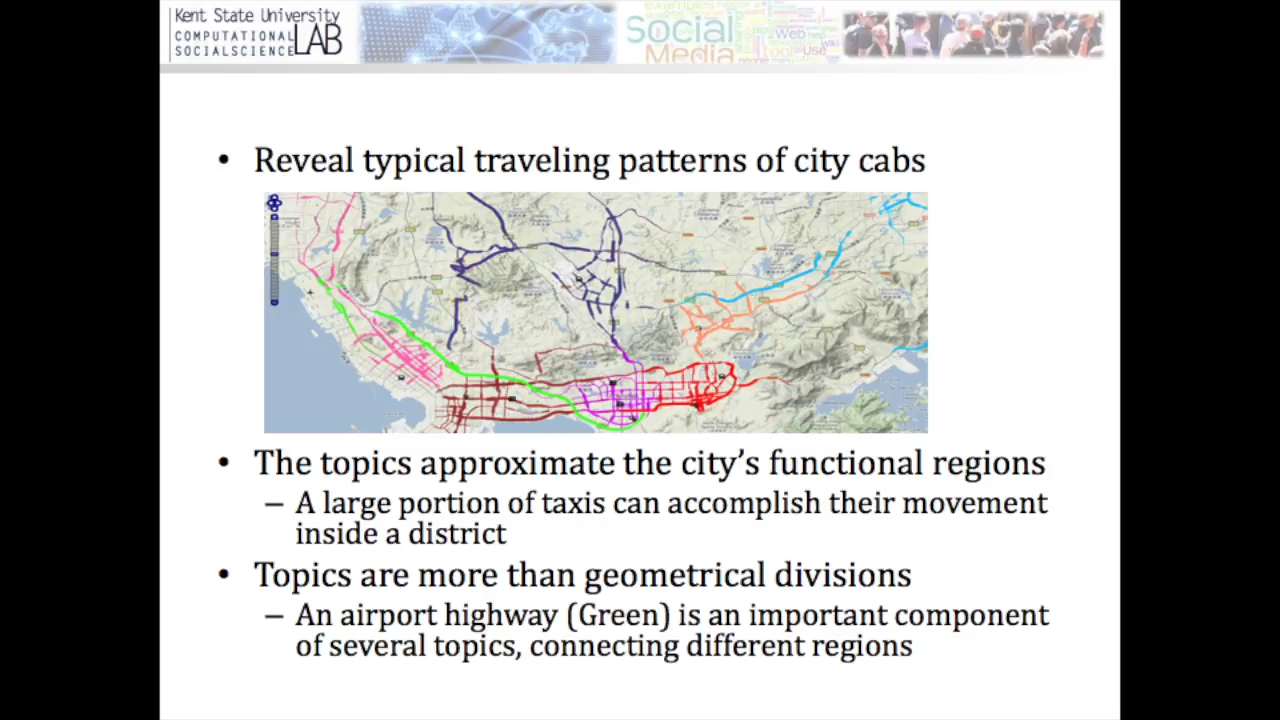 Kent State University
COMPUTATIONAL
SOCIALSCIENCE LAB
Social
Media
Web
Use
• Reveal typical traveling patterns of city cabs
• The topics approximate the city’s functional regions
– A large portion of taxis can accomplish their movement
inside a district
• Topics are more than geometrical divisions
– An airport highway (Green) is an important component
of several topics, connecting different regions